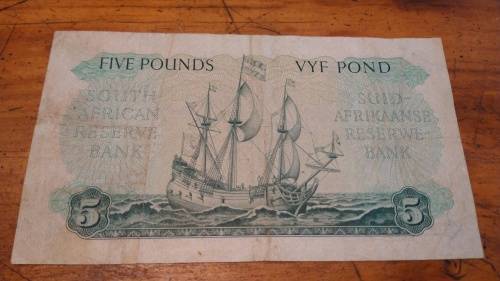 FIVE POUNDS
VYF POND
SOUTH
AFRICAN
RESERVE
BANK
SUID-
AFRIKAANSE
RESERWE-
BANK
5
5